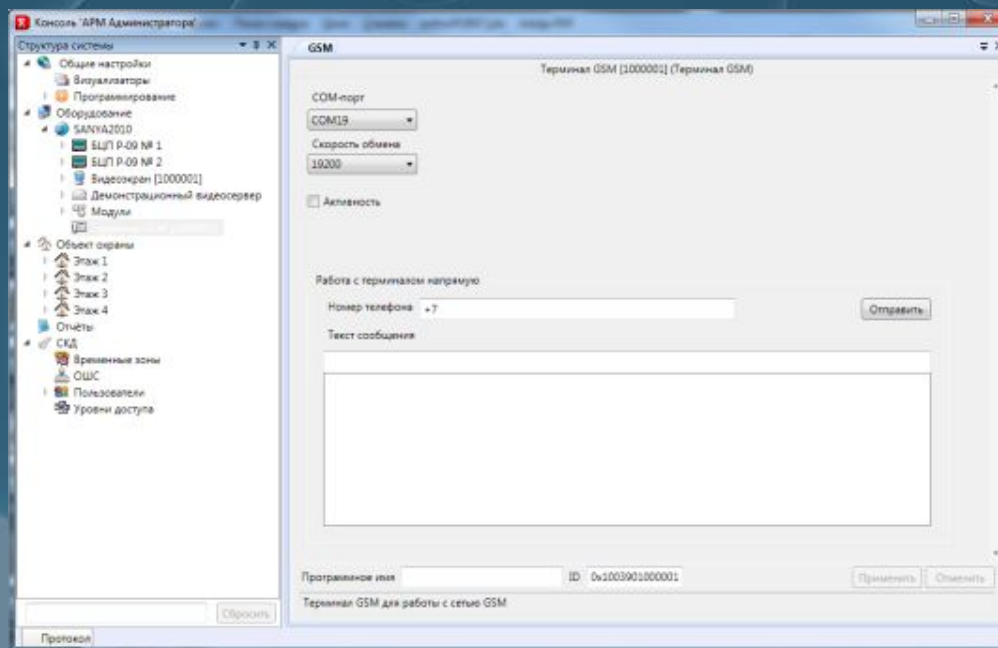 Консоль 'АРМ Администратора'
Структура системы
Общие настройки
Визуализаторы
Программирование
Оборудование
SANYA2010
БЦП Р-09 № 1
БЦП Р-09 № 2
Видеоэкран [1000001]
Демонстрационный видеосервер
Модули
Объект охраны
Этаж 1
Этаж 2
Этаж 3
Этаж 4
Отчёты
СКД
Временные зоны
ОШС
Пользователи
Уровни доступа
Сбросить
Протокол
GSM
Терминал GSM [1000001] (Терминал GSM)
COM-порт
COM19
Скорость обмена
19200
Активность
Работа с терминалом напрямую
Номер телефона +7 Отправить
Текст сообщения
Программное имя ID 0x1003901000001 Применить Отменить
Терминал GSM для работы с сетью GSM